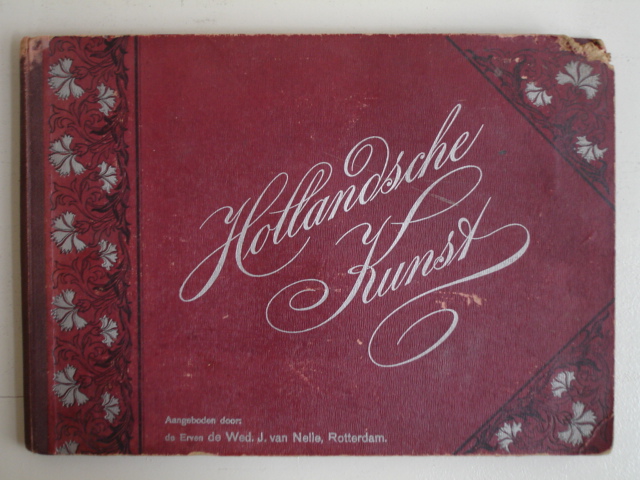 Hollandsche
Kunst
Aangeboden door:
de Erven de Wed. J. van Nelle, Rotterdam.